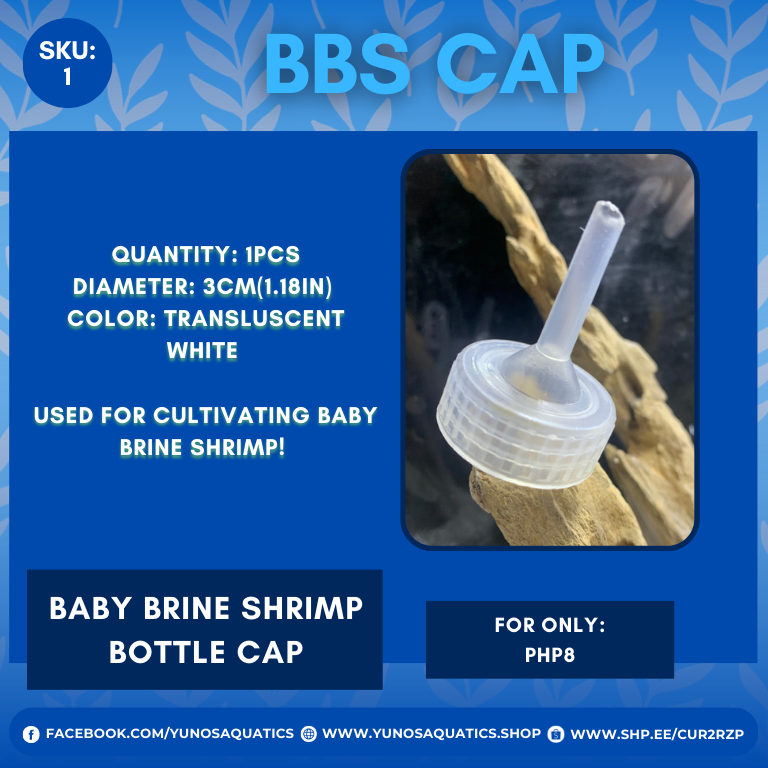 SKU:
1
BBS CAP
QUANTITY: 1PCS
DIAMETER: 3CM(1.18IN)
COLOR: TRANSLUSCENT
WHITE
USED FOR CULTIVATING BABY
BRINE SHRIMP!
BABY BRINE SHRIMP
BOTTLE CAP
FOR ONLY:
PHP8
FACEBOOK.COM/YUNOSAQUATICS WWW.YUNOSAQUATICS.SHOP WWW.SHP.EE/CUR2RZP